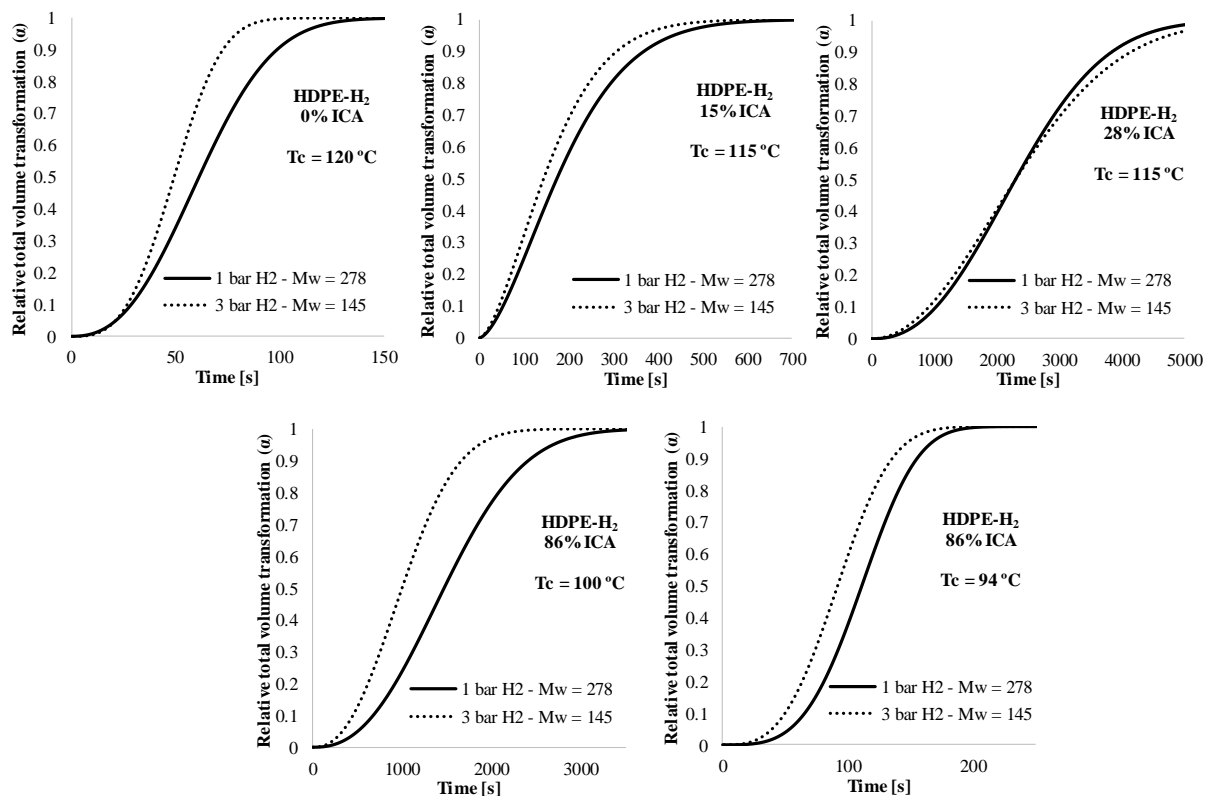 Relative total volume transformation (α)
1
0.9
0.8
0.7
0.6
0.5
0.4
0.3
0.2
0.1
0
HDPE-H₂
0% ICA
Tc = 120 ºC
1 bar H2 - Mw = 278
3 bar H2 - Mw = 145
0 50 100 150
Time [s]
Relative total volume transformation (α)
1
0.9
0.8
0.7
0.6
0.5
0.4
0.3
0.2
0.1
0
HDPE-H₂
15% ICA
Tc = 115 ºC
1 bar H2 - Mw = 278
3 bar H2 - Mw = 145
0 100 200 300 400 500 600 700
Time [s]
Relative total volume transformation (α)
1
0.9
0.8
0.7
0.6
0.5
0.4
0.3
0.2
0.1
0
HDPE-H₂
28% ICA
Tc = 115 ºC
1 bar H2 - Mw = 278
3 bar H2 - Mw = 145
0 1000 2000 3000 4000 5000
Time [s]
Relative total volume transformation (α)
1
0.9
0.8
0.7
0.6
0.5
0.4
0.3
0.2
0.1
0
HDPE-H₂
86% ICA
Tc = 100 ºC
1 bar H2 - Mw = 278
3 bar H2 - Mw = 145
0 1000 2000 3000
Time [s]
Relative total volume transformation (α)
1
0.9
0.8
0.7
0.6
0.5
0.4
0.3
0.2
0.1
0
HDPE-H₂
86% ICA
Tc = 94 ºC
1 bar H2 - Mw = 278
3 bar H2 - Mw = 145
0 100 200
Time [s]